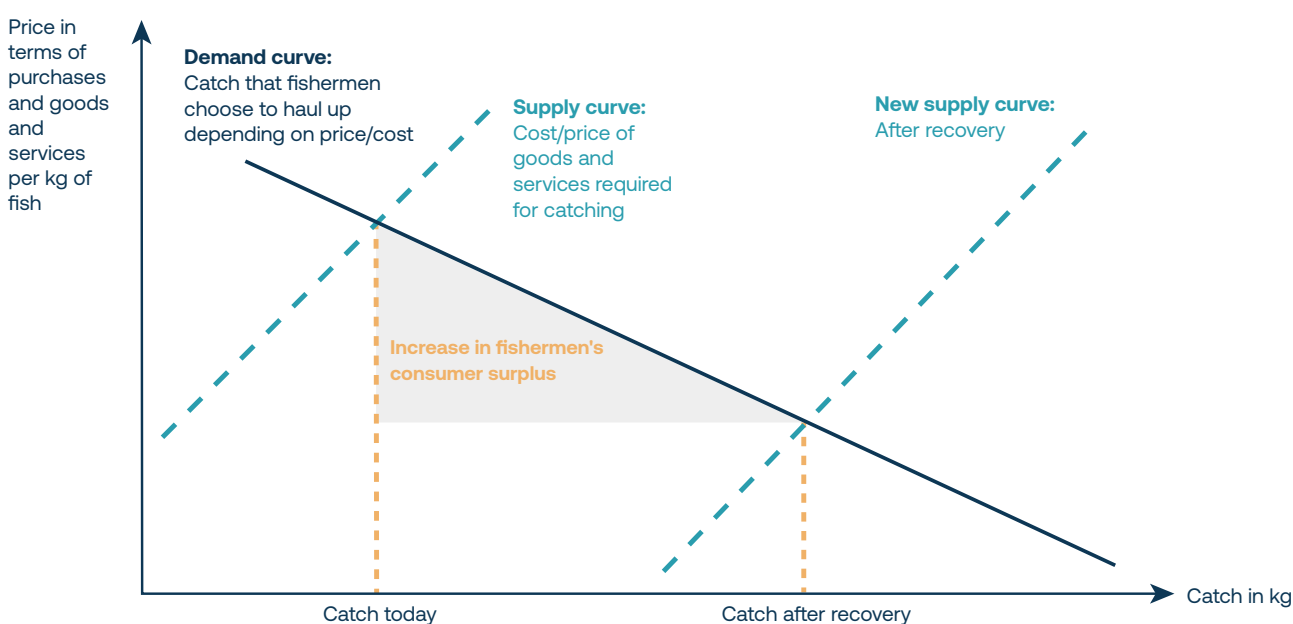 Price in
terms of
purchases
and goods
and
services
per kg of
fish
Demand curve:
Catch that fishermen
choose to haul up
depending on price/cost
Supply curve:
Cost/price of
goods and
services required
for catching
New supply curve:
After recovery
Increase in fishermen's
consumer surplus
Catch today
Catch after recovery
Catch in kg